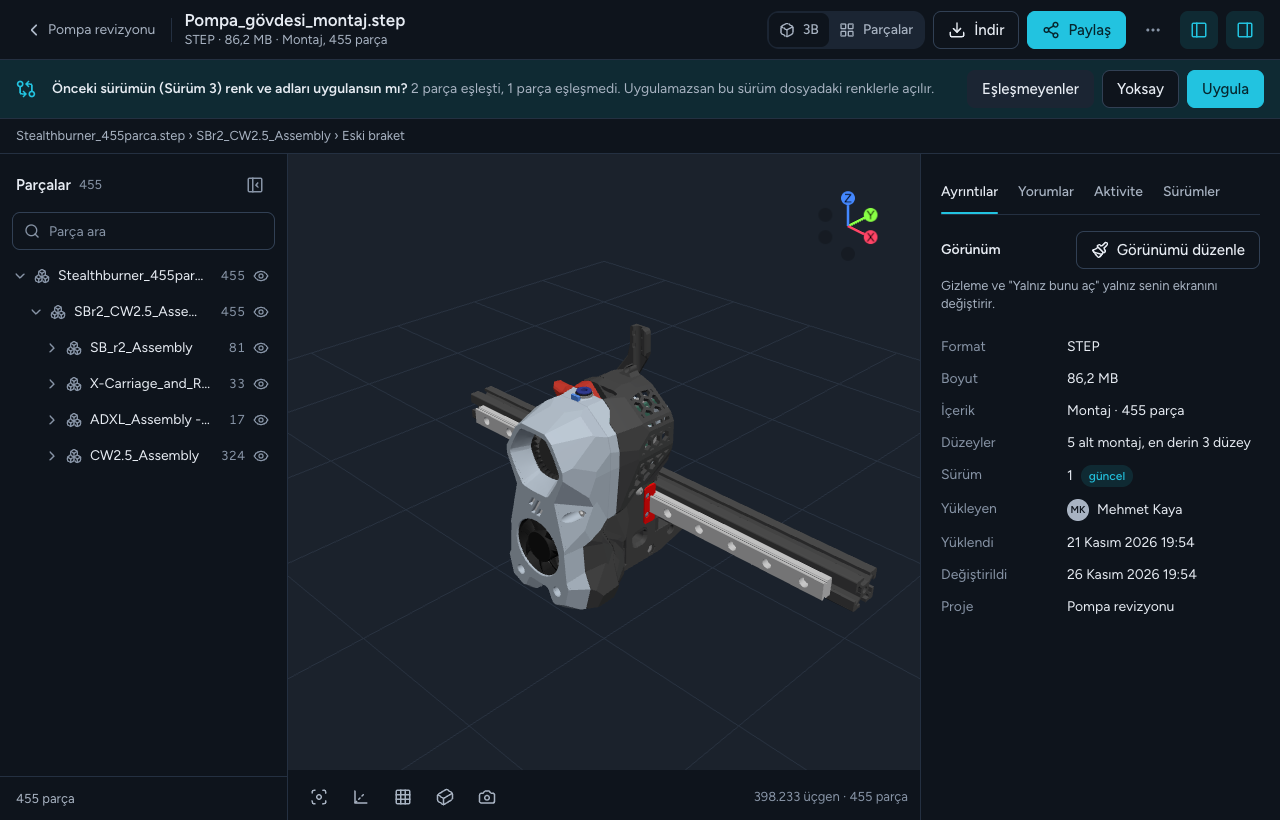 Pompa revizyonu
Pompa_gövdesi_montaj.step
STEP · 86,2 MB · Montaj, 455 parça
3B
Parçalar
İndir
Paylaş
Önceki sürümün (Sürüm 3) renk ve adları uygulansın mı? 2 parça eşleşti, 1 parça eşleşmedi. Uygulamazsan bu sürüm dosyadaki renklerle açılır.
Eşleşmeyenler
Yoksay
Uygula
Stealthburner_455parca.step › SBr2_CW2.5_Assembly › Eski braket
Parçalar 455
Parça ara
Stealthburner_455par... 455
SBr2_CW2.5_Asse... 455
SB_r2_Assembly 81
X-Carriage_and_R... 33
ADXL_Assembly -... 17
CW2.5_Assembly 324
455 parça
Z
Y
X
398.233 üçgen · 455 parça
Ayrıntılar
Yorumlar
Aktivite
Sürümler
Görünüm
Görünümü düzenle
Gizleme ve "Yalnız bunu aç" yalnız senin ekranını
değiştirir.
Format STEP
Boyut 86,2 MB
İçerik Montaj · 455 parça
Düzeyler 5 alt montaj, en derin 3 düzey
Sürüm 1 güncel
Yükleyen MK Mehmet Kaya
Yüklendi 21 Kasım 2026 19:54
Değiştirildi 26 Kasım 2026 19:54
Proje Pompa revizyonu